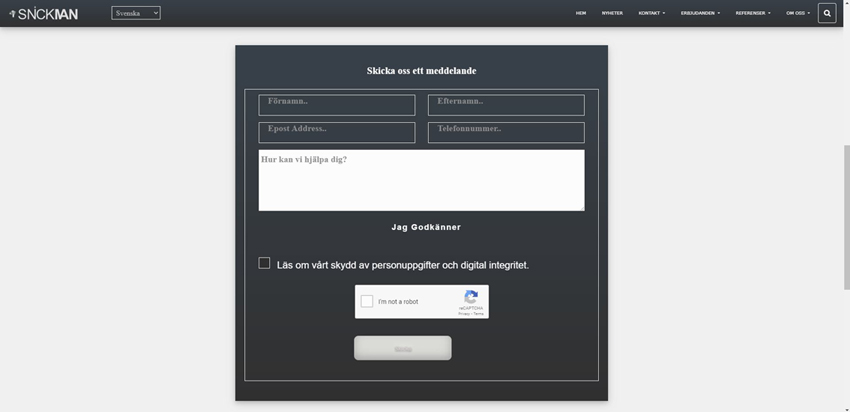 SNICKMAN
Svenska
HEM
NYHETER
KONTAKT
ERBJUDANDEN
REFERENSER
OM OSS
Skicka oss ett meddelande
Förnamn..
Efternamn..
Epost Address..
Telefonnummer..
Hur kan vi hjälpa dig?
Jag Godkänner
Läs om vårt skydd av personuppgifter och digital integritet.
I'm not a robot
reCAPTCHA
Privacy - Terms